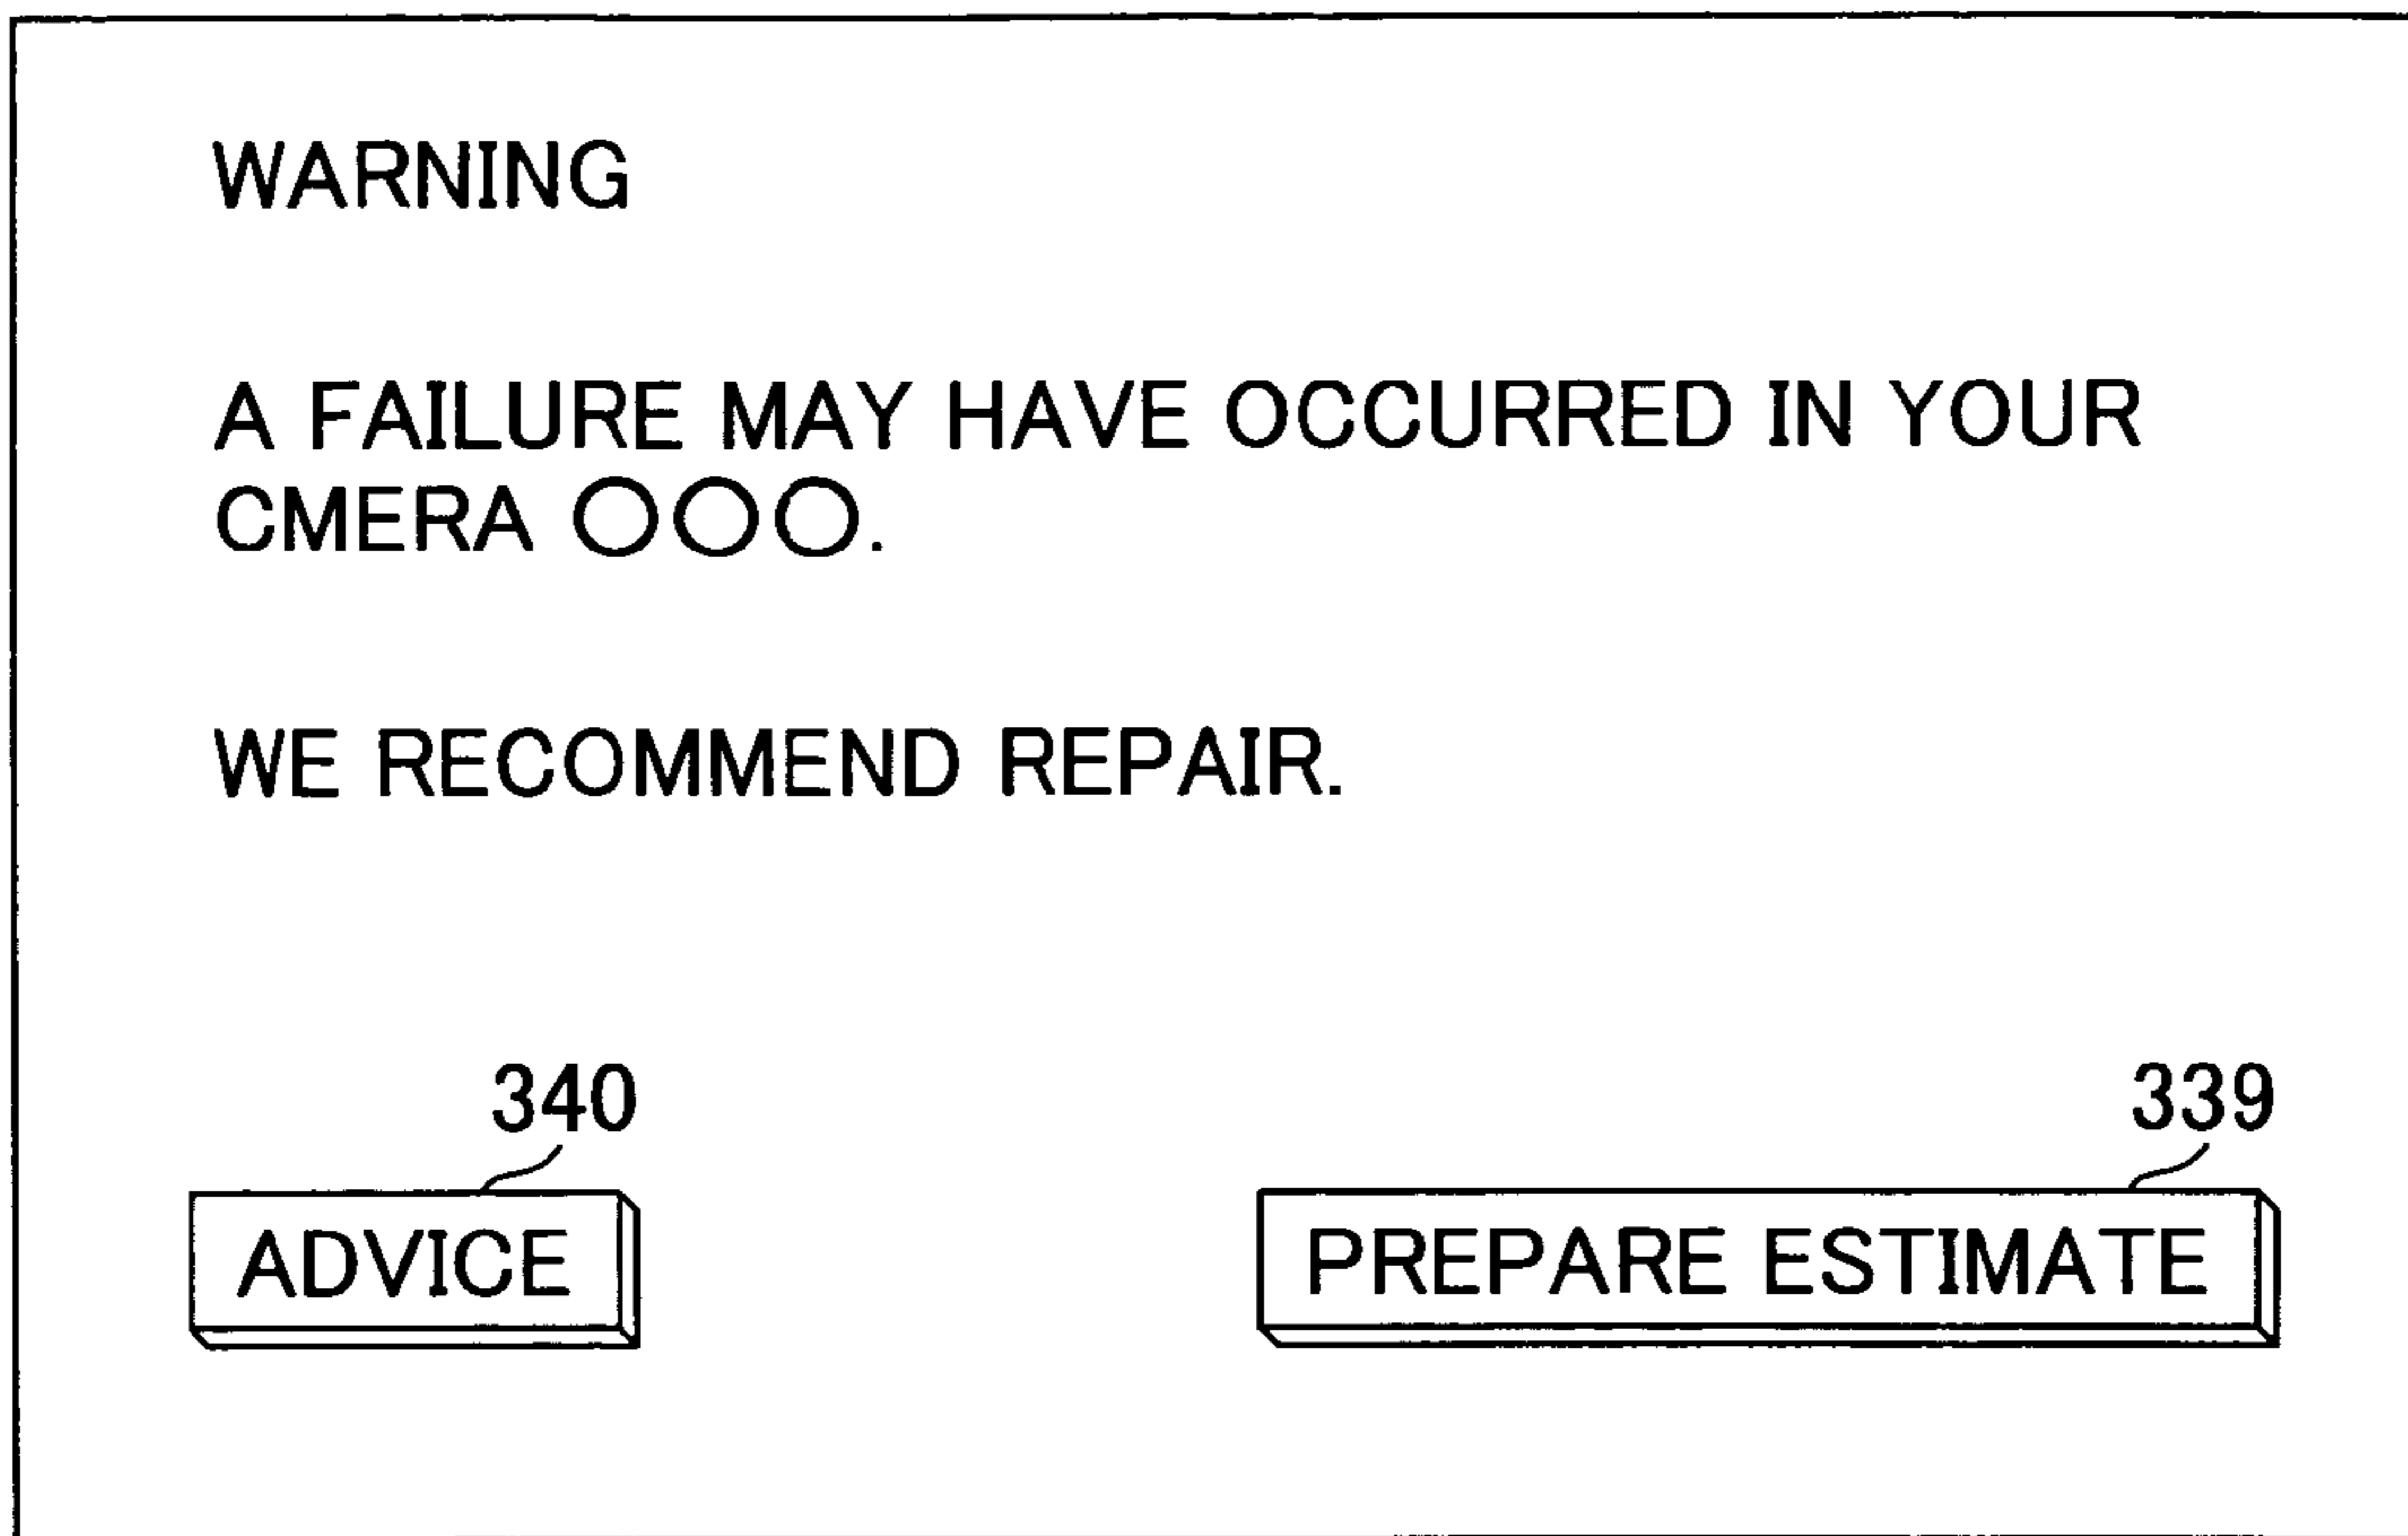 WARNING
A FAILURE MAY HAVE OCCURRED IN YOUR
CMERA ○○○.
WE RECOMMEND REPAIR.
340
339
ADVICE
PREPARE ESTIMATE